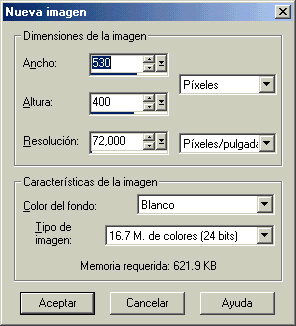 Nueva imagen
Dimensiones de la imagen
Ancho: 530
Píxeles
Altura: 400
Resolución: 72,000 Píxeles/pulgada
Características de la imagen
Color del fondo: Blanco
Tipo de imagen: 16.7 M. de colores (24 bits)
Memoria requerida: 621.9 KB
Aceptar Cancelar Ayuda